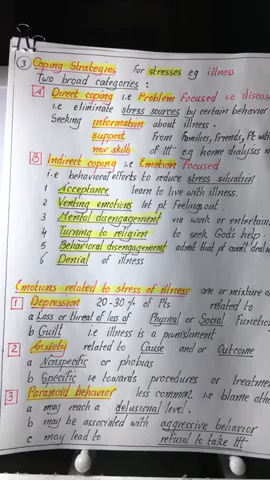 3 Coping Strategies for stresses eg illness
Two broad categories:
A Direct coping i.e Problem Focused i.e diseas
i.e eliminate stress sources by certain behavior
Seeking information about illness.
support from Families, Friends, Pt with
new skills of ttt e.g home dialysis m
B Indirect coping i.e Emotion Focused
i.e behavioral efforts to reduce stress situation
1 Acceptance learn to live with illness
2 Venting emotions let pt Feelings out
3 Mental disengagement via work or entertain
4 Turning to religion to seek God's help
5 Behavioral disengagement admit that pt can't deal w
6 Denial of illness
Emotions related to stress of illness one or mixture o
1 Depression 20-30% of Pts related to
a Loss or threat of loss of Physical or Social Function
b Guilt i.e illness is a punishment
2 Anxiety related to Cause and/or Outcome
a Nonspecific or phobias
b Specific i.e towards procedures or treatme
3 Paranoid behavior less common i.e blame othe
a may reach a delusional level.
b may be associated with aggressive behavior
c may lead to refusal to take ttt